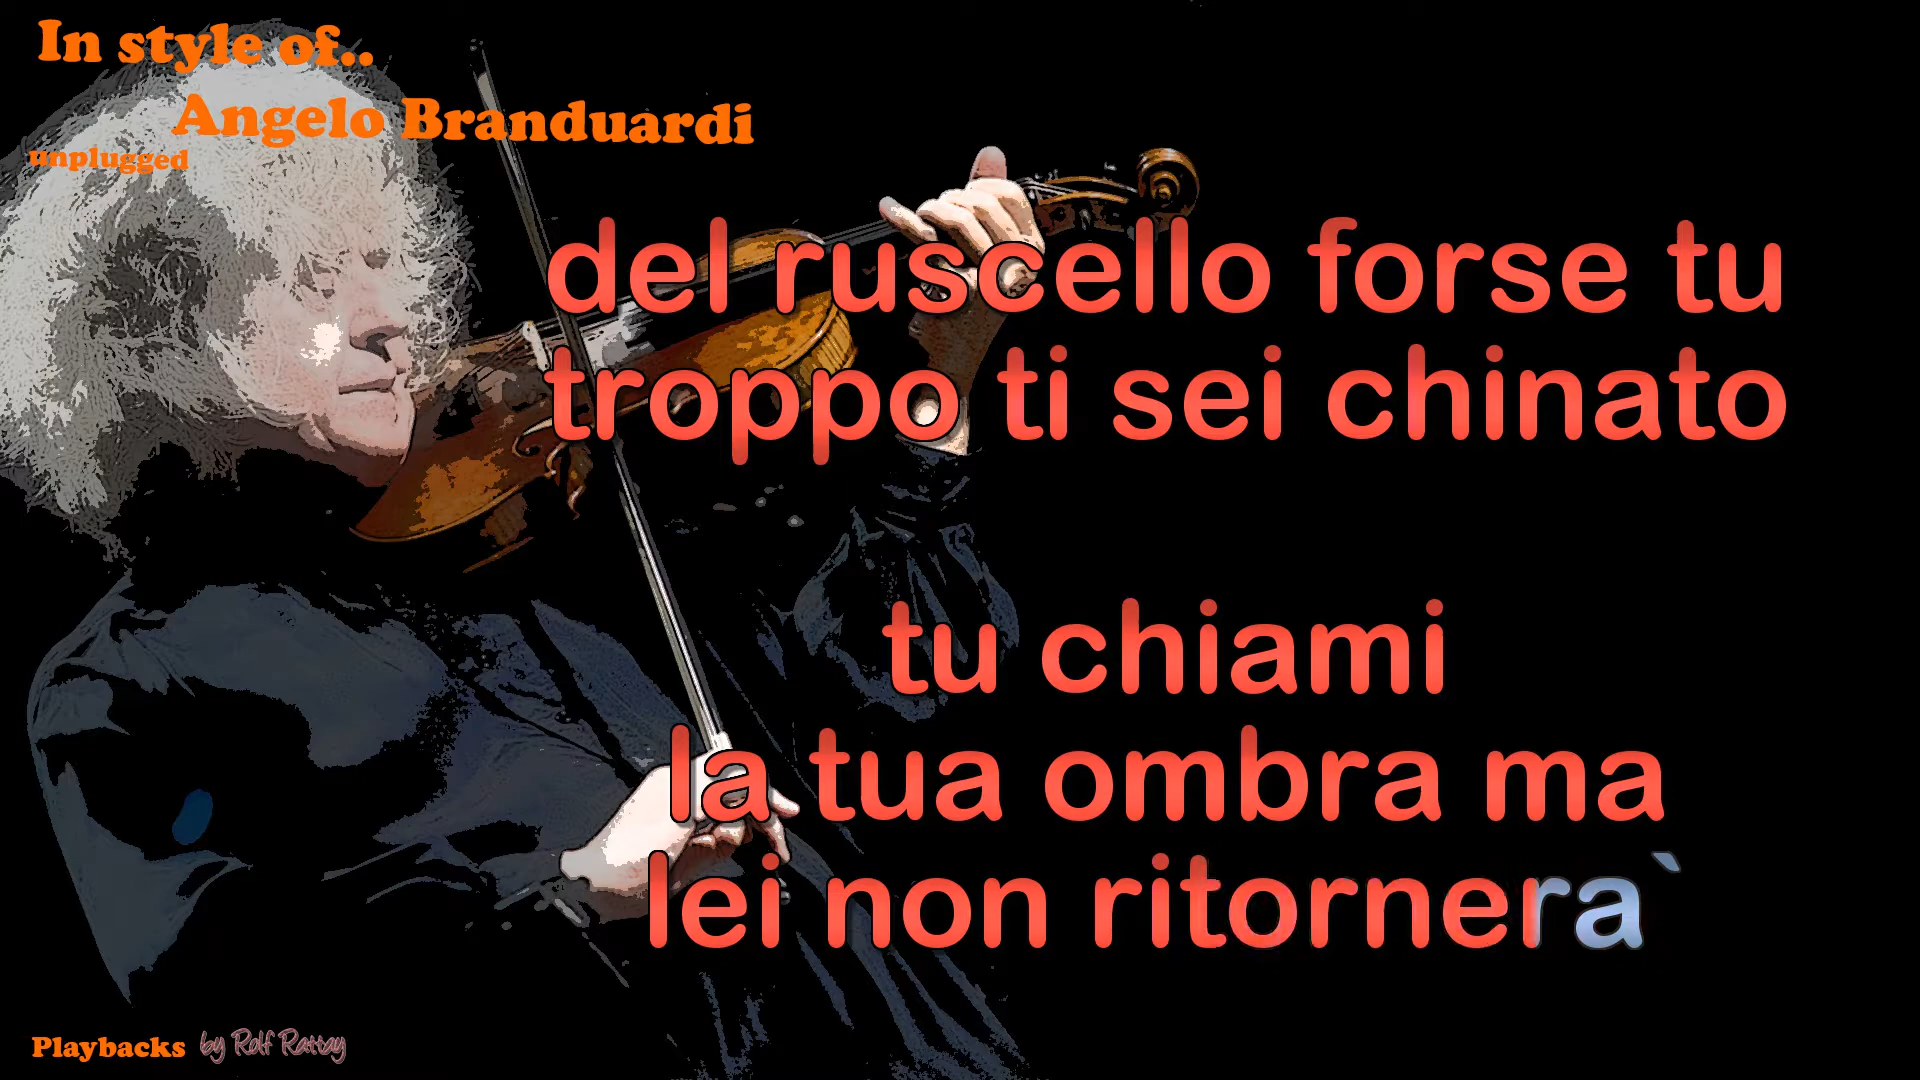 In style of..
Angelo Branduardi
unplugged
del ruscello forse tu
troppo ti sei chinato
tu chiami
la tua ombra ma
lei non ritornera`
Playbacks by Rolf Rattay